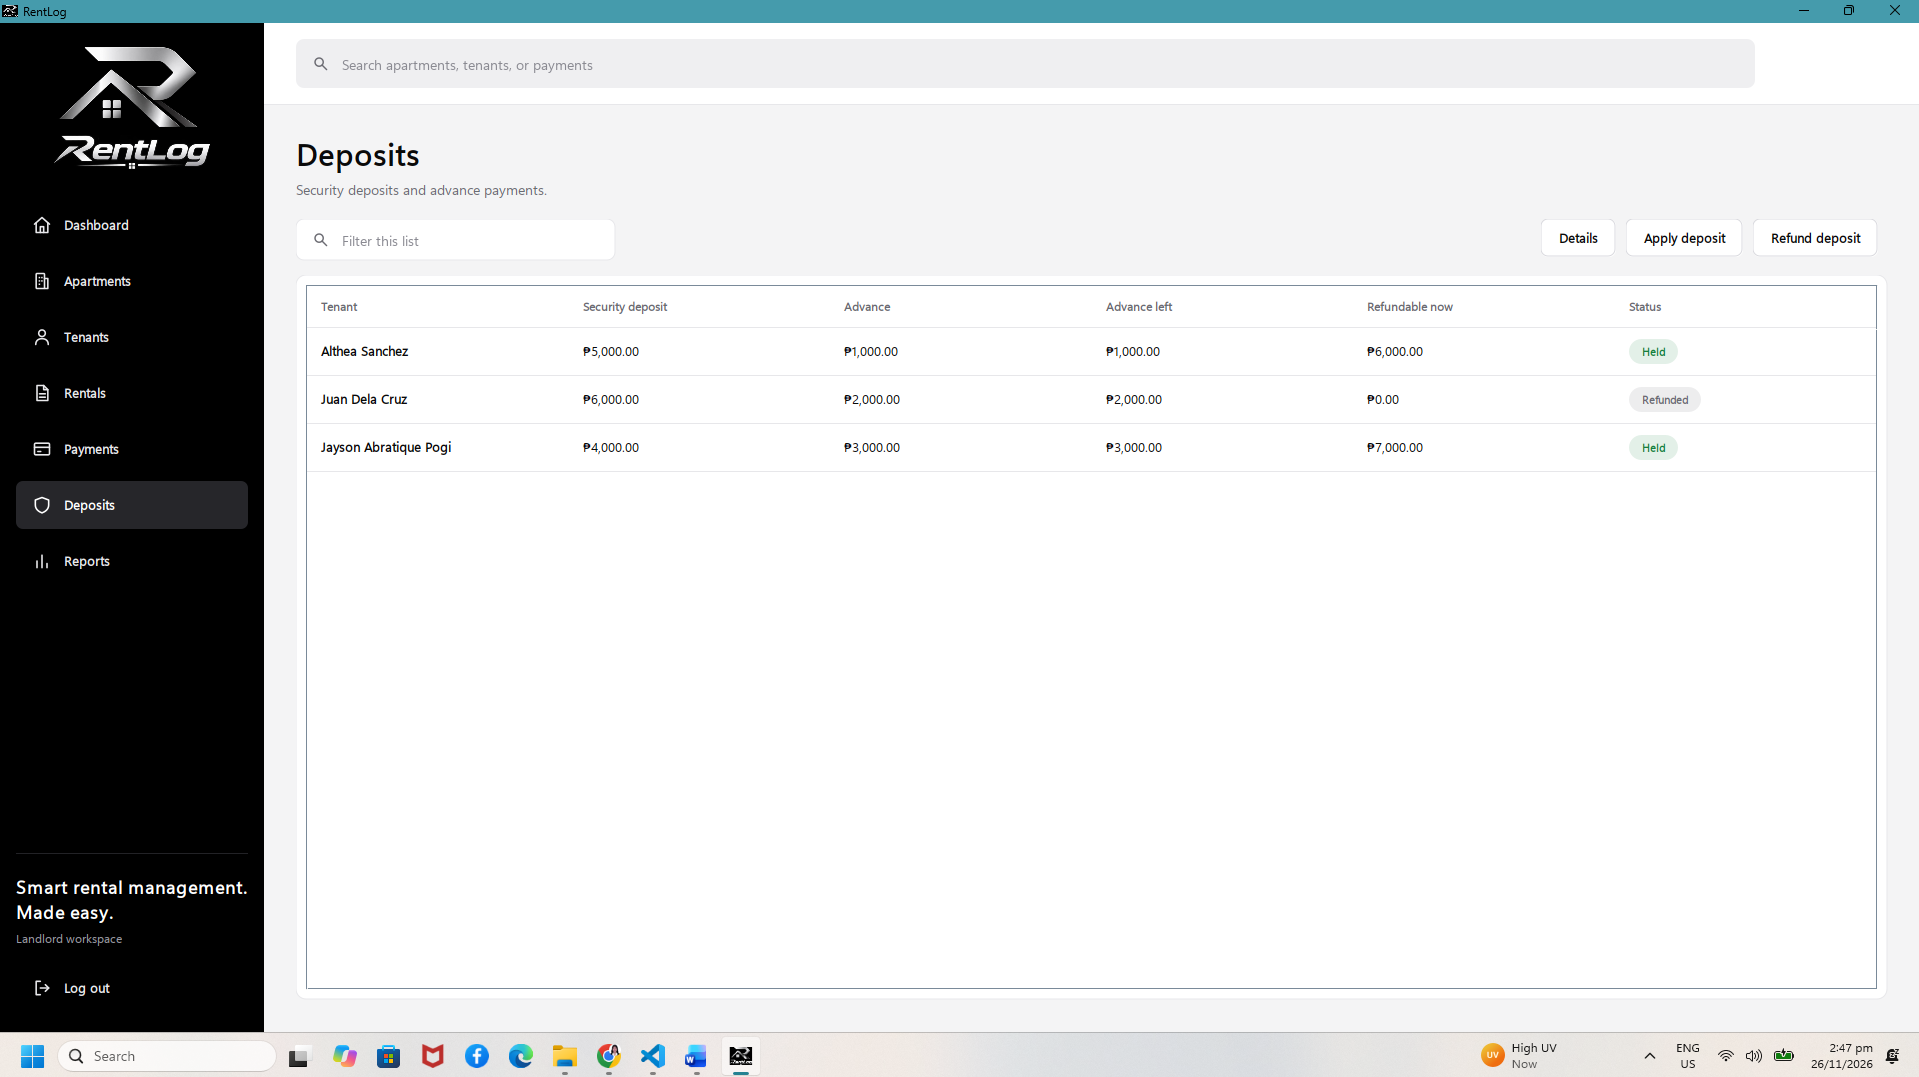 RentLog
RentLog
Search apartments, tenants, or payments
Dashboard
Apartments
Tenants
Rentals
Payments
Deposits
Reports
Smart rental management.
Made easy.
Landlord workspace
Log out
Deposits
Security deposits and advance payments.
Filter this list
Details
Apply deposit
Refund deposit
Tenant Security deposit Advance Advance left Refundable now Status
Althea Sanchez ₱5,000.00 ₱1,000.00 ₱1,000.00 ₱6,000.00 Held
Juan Dela Cruz ₱6,000.00 ₱2,000.00 ₱2,000.00 ₱0.00 Refunded
Jayson Abratique Pogi ₱4,000.00 ₱3,000.00 ₱3,000.00 ₱7,000.00 Held
Search
UV
High UV
Now
ENG
US
2:47 pm
26/11/2026